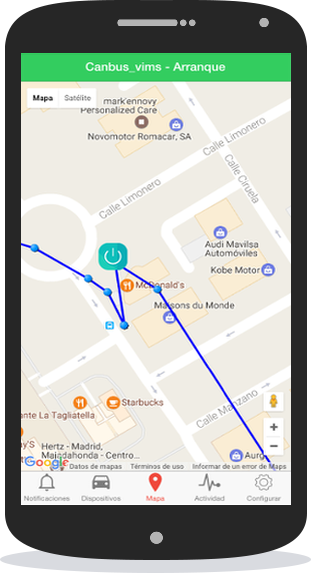 Canbus_vims - Arranque
Mapa
Satélite
mark'ennovy
Personalized Care
Novomotor Romacar, SA
Calle Limonero
Calle Limonero
Calle Ciruela
Audi Mavilsa
Automóviles
Kobe Motor
McDonald's
Maisons du Monde
Starbucks
ante La Tagliatella
Calle Manzano
Hertz - Madrid,
Majadahonda - Centro...
Aurg
Google
Datos de mapas
Términos de uso
Informar de un error de Maps
Notificaciones
Dispositivos
Mapa
Actividad
Configurar